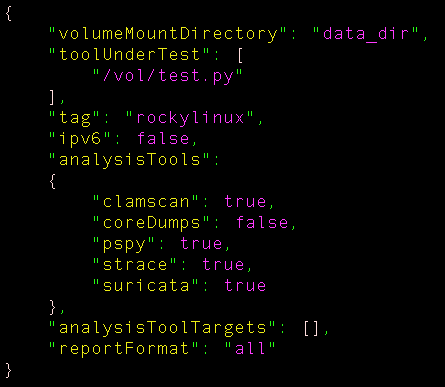 {
    "volumeMountDirectory": "data_dir",
    "toolUnderTest": [
        "/vol/test.py"
    ],
    "tag": "rockylinux",
    "ipv6": false,
    "analysisTools":
    {
        "clamscan": true,
        "coreDumps": false,
        "pspy": true,
        "strace": true,
        "suricata": true
    },
    "analysisToolTargets": [],
    "reportFormat": "all"
}